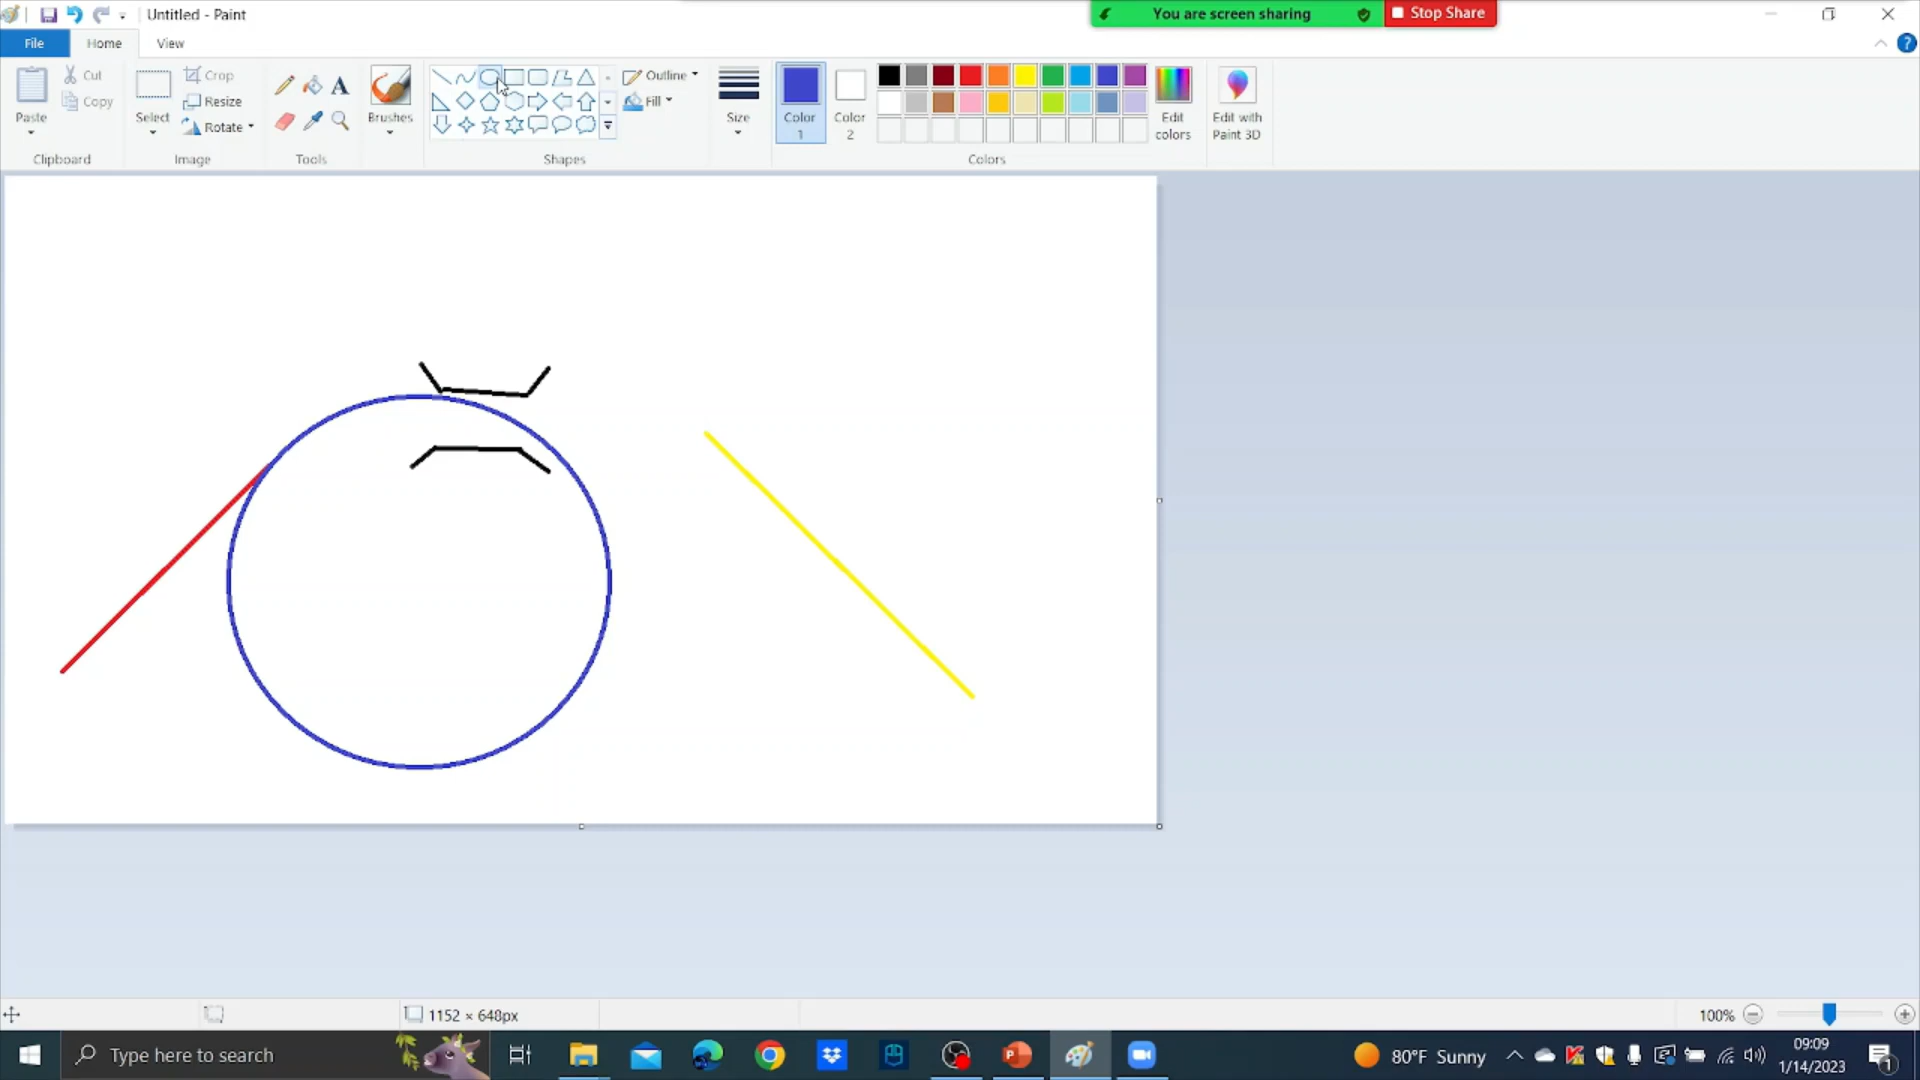 Untitled - Paint
You are screen sharing
Stop Share
File
Home
View
Paste
Cut
Copy
Clipboard
Select
Crop
Resize
Rotate
Image
A
Tools
Brushes
Outline
Fill
Shapes
Size
Color
1
Color
2
Edit
colors
Colors
Edit with
Paint 3D
1152 × 648px
100%
Type here to search
80°F Sunny
09:09
1/14/2023
1